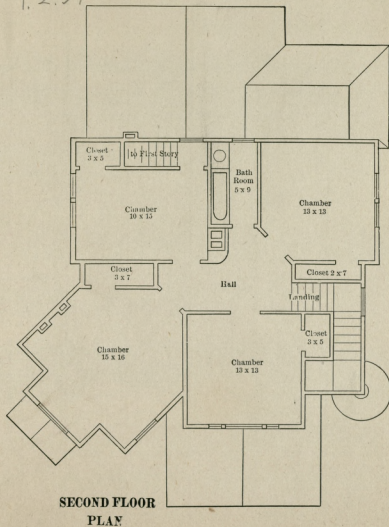 Closet
3 x 5
to First Story
Bath
Room
5 x 9
Chamber
10 x 15
Chamber
13 x 13
Closet
3 x 7
Hall
Closet 2 x 7
Landing
Chamber
15 x 16
Closet
3 x 5
Chamber
13 x 13
SECOND FLOOR
PLAN